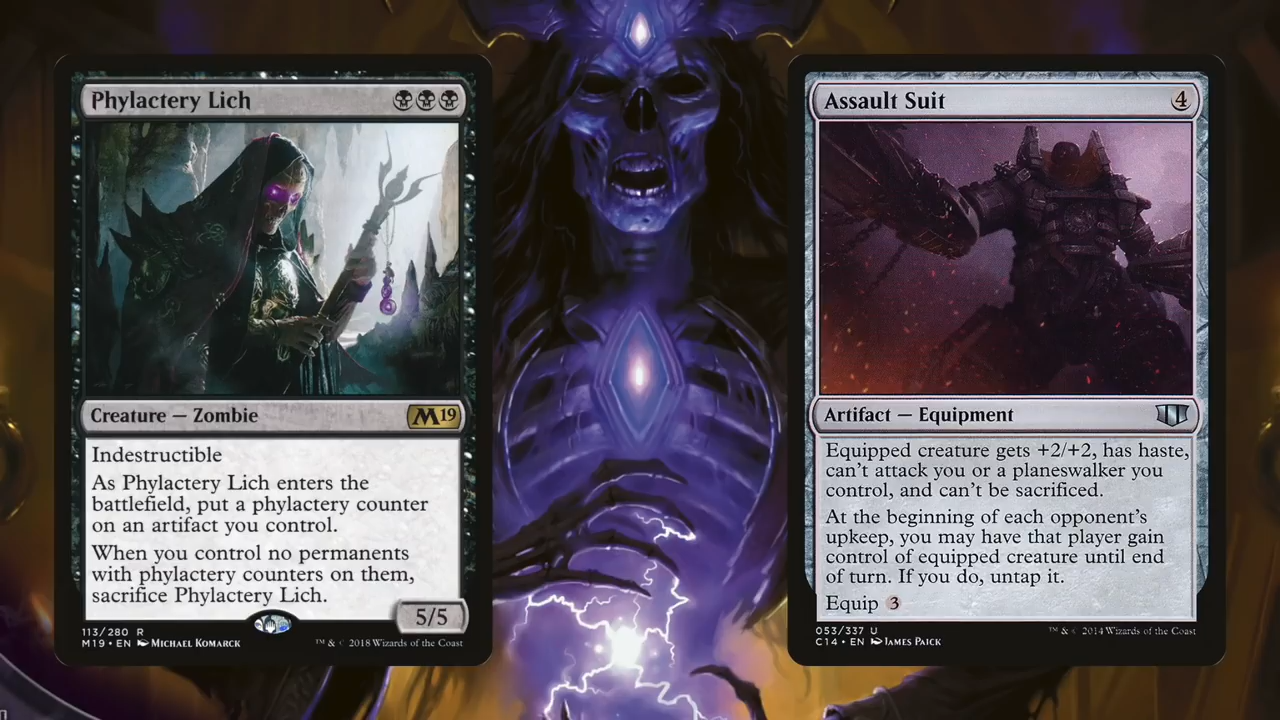 Phylactery Lich
Creature — Zombie
M19
Indestructible
As Phylactery Lich enters the
battlefield, put a phylactery counter
on an artifact you control.
When you control no permanents
with phylactery counters on them,
sacrifice Phylactery Lich.
5/5
113/280 R
M19 • EN MICHAEL KOMARCK
™ & © 2018 Wizards of the Coast
Assault Suit 4
Artifact — Equipment
Equipped creature gets +2/+2, has haste,
can't attack you or a planeswalker you
control, and can't be sacrificed.
At the beginning of each opponent's
upkeep, you may have that player gain
control of equipped creature until end
of turn. If you do, untap it.
Equip 3
053/337 U
C14 • EN JAMES PAICK
™ & © 2014 Wizards of the Coast